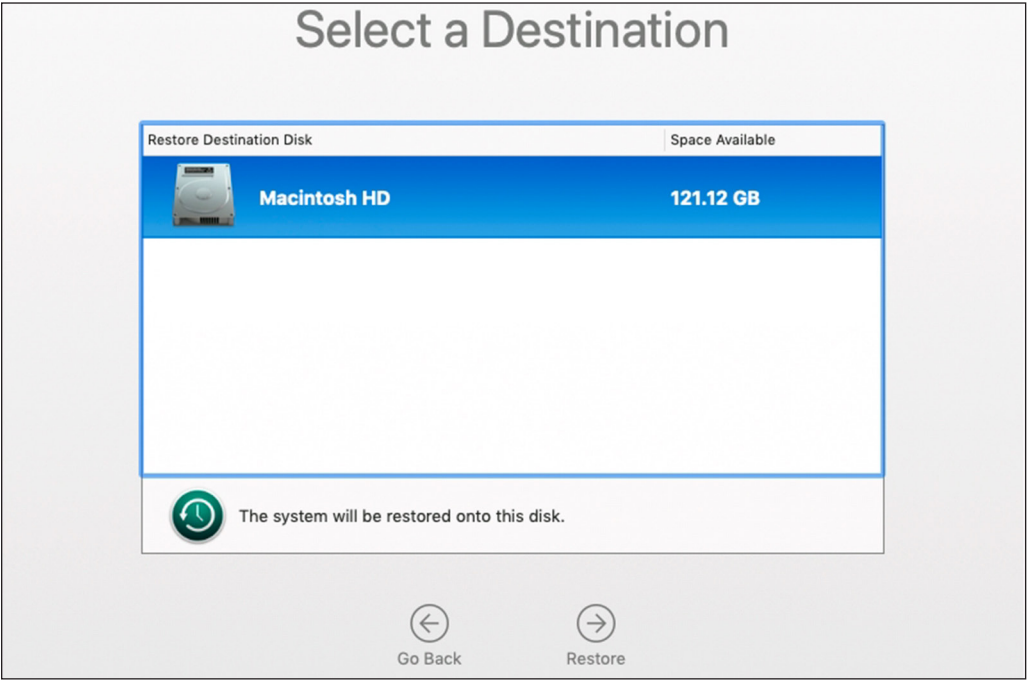 Select a Destination
Restore Destination Disk Space Available
Macintosh HD 121.12 GB
The system will be restored onto this disk.
Go Back Restore